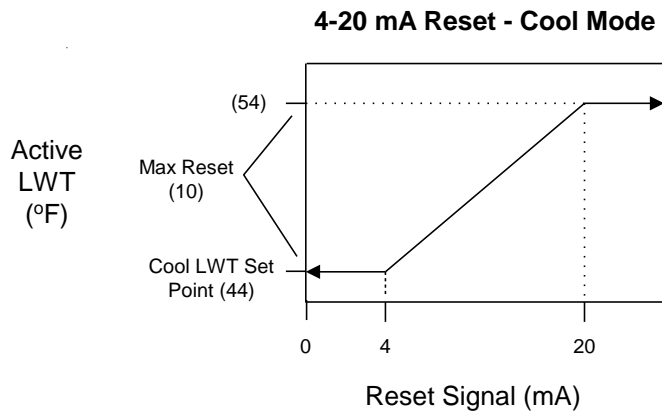 4-20 mA Reset - Cool Mode
(54)
Active
LWT
(ºF)
Max Reset
(10)
Cool LWT Set
Point (44)
0
4
20
Reset Signal (mA)